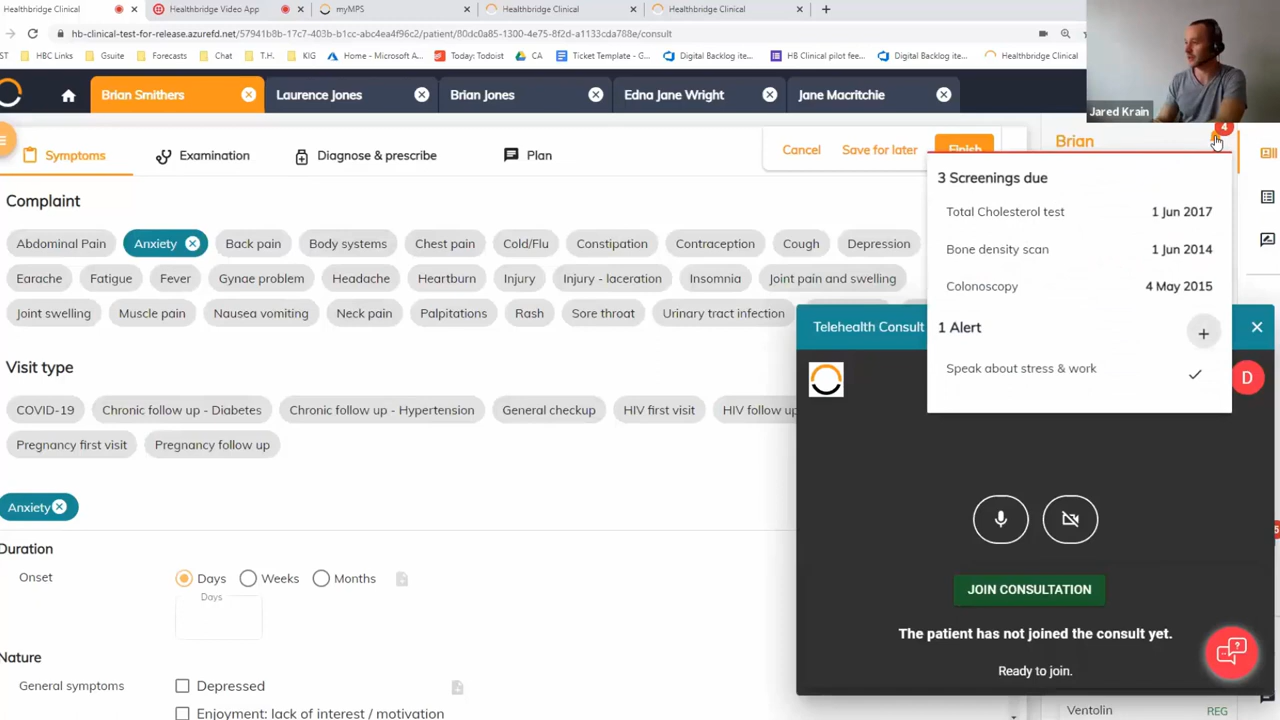 Healthbridge Clinical
Healthbridge Video App
myMPS
Healthbridge Clinical
Healthbridge Clinical
hb-clinical-test-for-release.azurefd.net/57941b8b-17c7-403b-b1cc-abc4ea4f96c2/patient/80dc0a85-1300-4e75-8f2d-a1133cda788e/consult
ST
HBC Links
Gsuite
Forecasts
Chat
T.H.
KIG
Home - Microsoft A...
Today: Todoist
CA
Ticket Template - G...
Digital Backlog ite...
HB Clinical pilot fee...
Digital Backlog ite...
Healthbridge Clinical
Brian Smithers
Laurence Jones
Brian Jones
Edna Jane Wright
Jane Macritchie
Jared Krain
Symptoms
Examination
Diagnose & prescribe
Plan
Cancel
Save for later
Finish
Brian
4
3 Screenings due
Total Cholesterol test 1 Jun 2017
Bone density scan 1 Jun 2014
Colonoscopy 4 May 2015
1 Alert
Speak about stress & work
Complaint
Abdominal Pain Anxiety Back pain Body systems Chest pain Cold/Flu Constipation Contraception Cough Depression
Earache Fatigue Fever Gynae problem Headache Heartburn Injury Injury - laceration Insomnia Joint pain and swelling
Joint swelling Muscle pain Nausea vomiting Neck pain Palpitations Rash Sore throat Urinary tract infection
Visit type
COVID-19 Chronic follow up - Diabetes Chronic follow up - Hypertension General checkup HIV first visit HIV follow up
Pregnancy first visit Pregnancy follow up
Anxiety
Duration
Onset Days Weeks Months
Days
Nature
General symptoms Depressed
Enjoyment: lack of interest / motivation
Telehealth Consult
D
JOIN CONSULTATION
The patient has not joined the consult yet.
Ready to join.
5
Ventolin REG